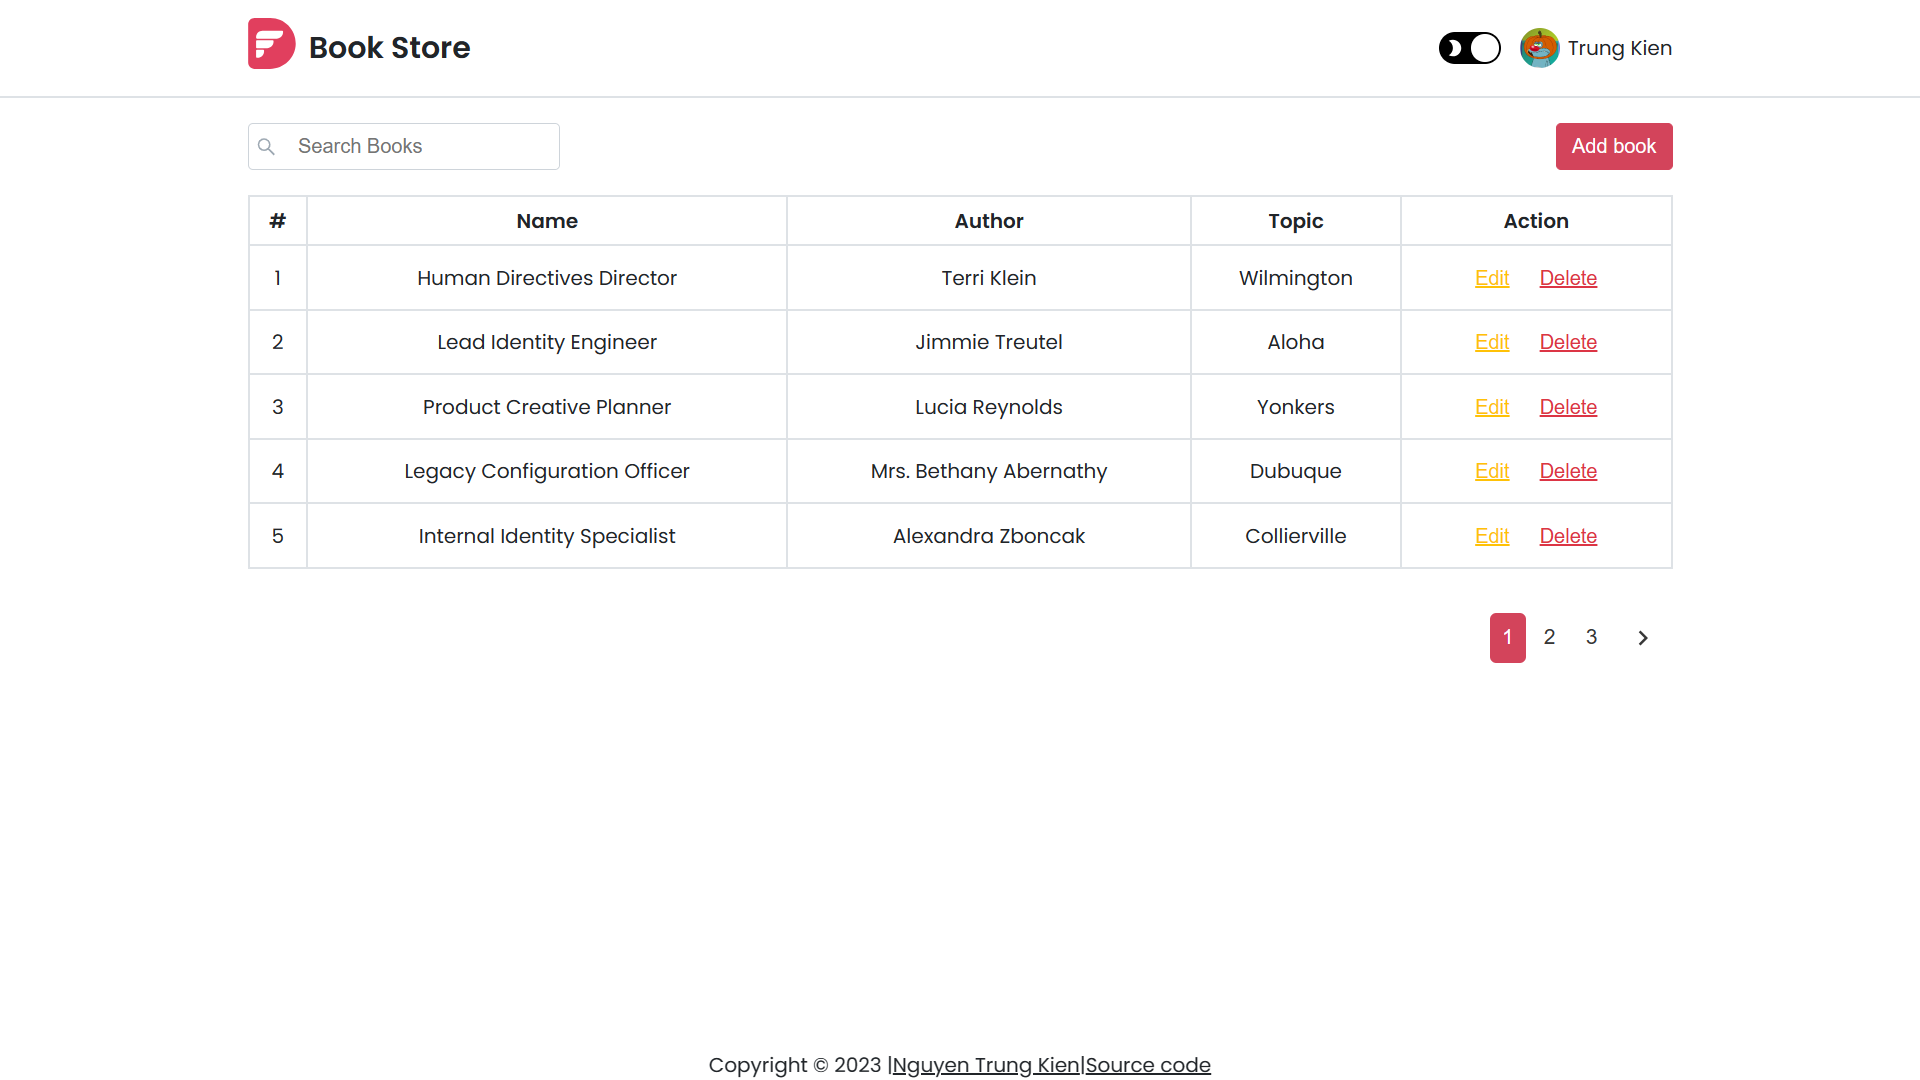 Book Store
Trung Kien
Search Books
Add book
# Name Author Topic Action
1 Human Directives Director Terri Klein Wilmington Edit Delete
2 Lead Identity Engineer Jimmie Treutel Aloha Edit Delete
3 Product Creative Planner Lucia Reynolds Yonkers Edit Delete
4 Legacy Configuration Officer Mrs. Bethany Abernathy Dubuque Edit Delete
5 Internal Identity Specialist Alexandra Zboncak Collierville Edit Delete
1 2 3
Copyright © 2023 |Nguyen Trung Kien|Source code